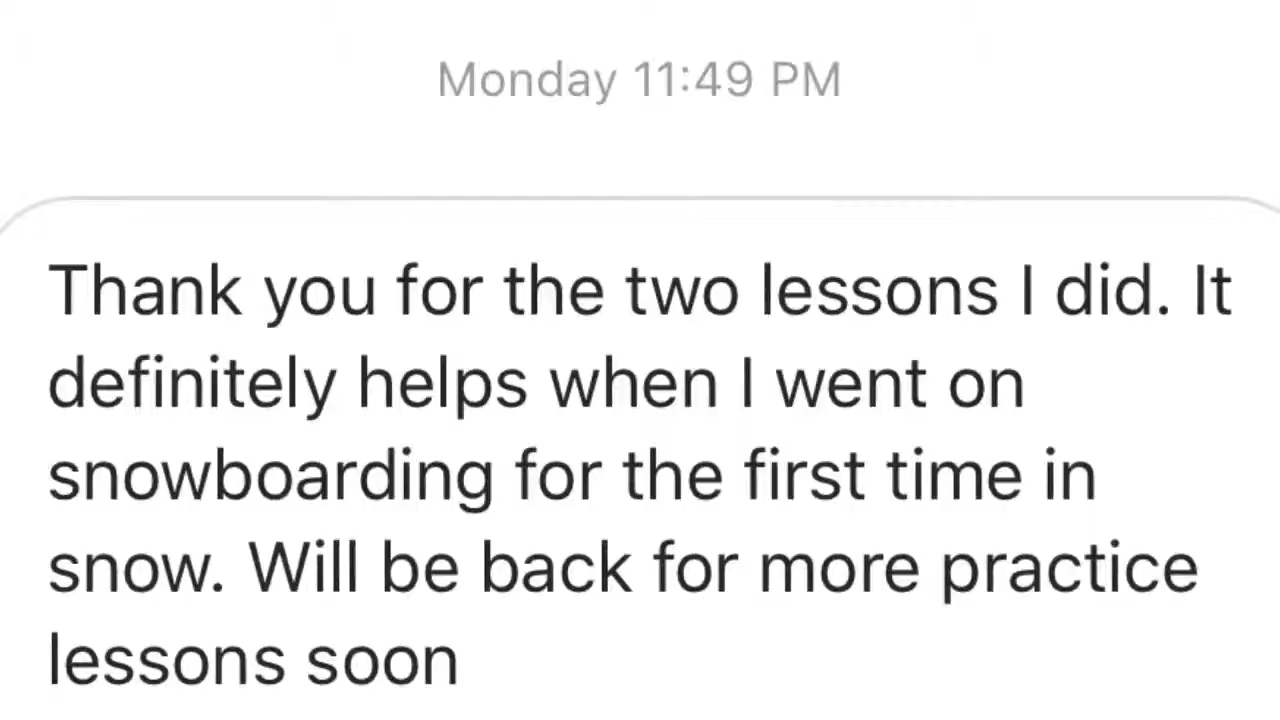 Monday 11:49 PM
Thank you for the two lessons I did. It
definitely helps when I went on
snowboarding for the first time in
snow. Will be back for more practice
lessons soon